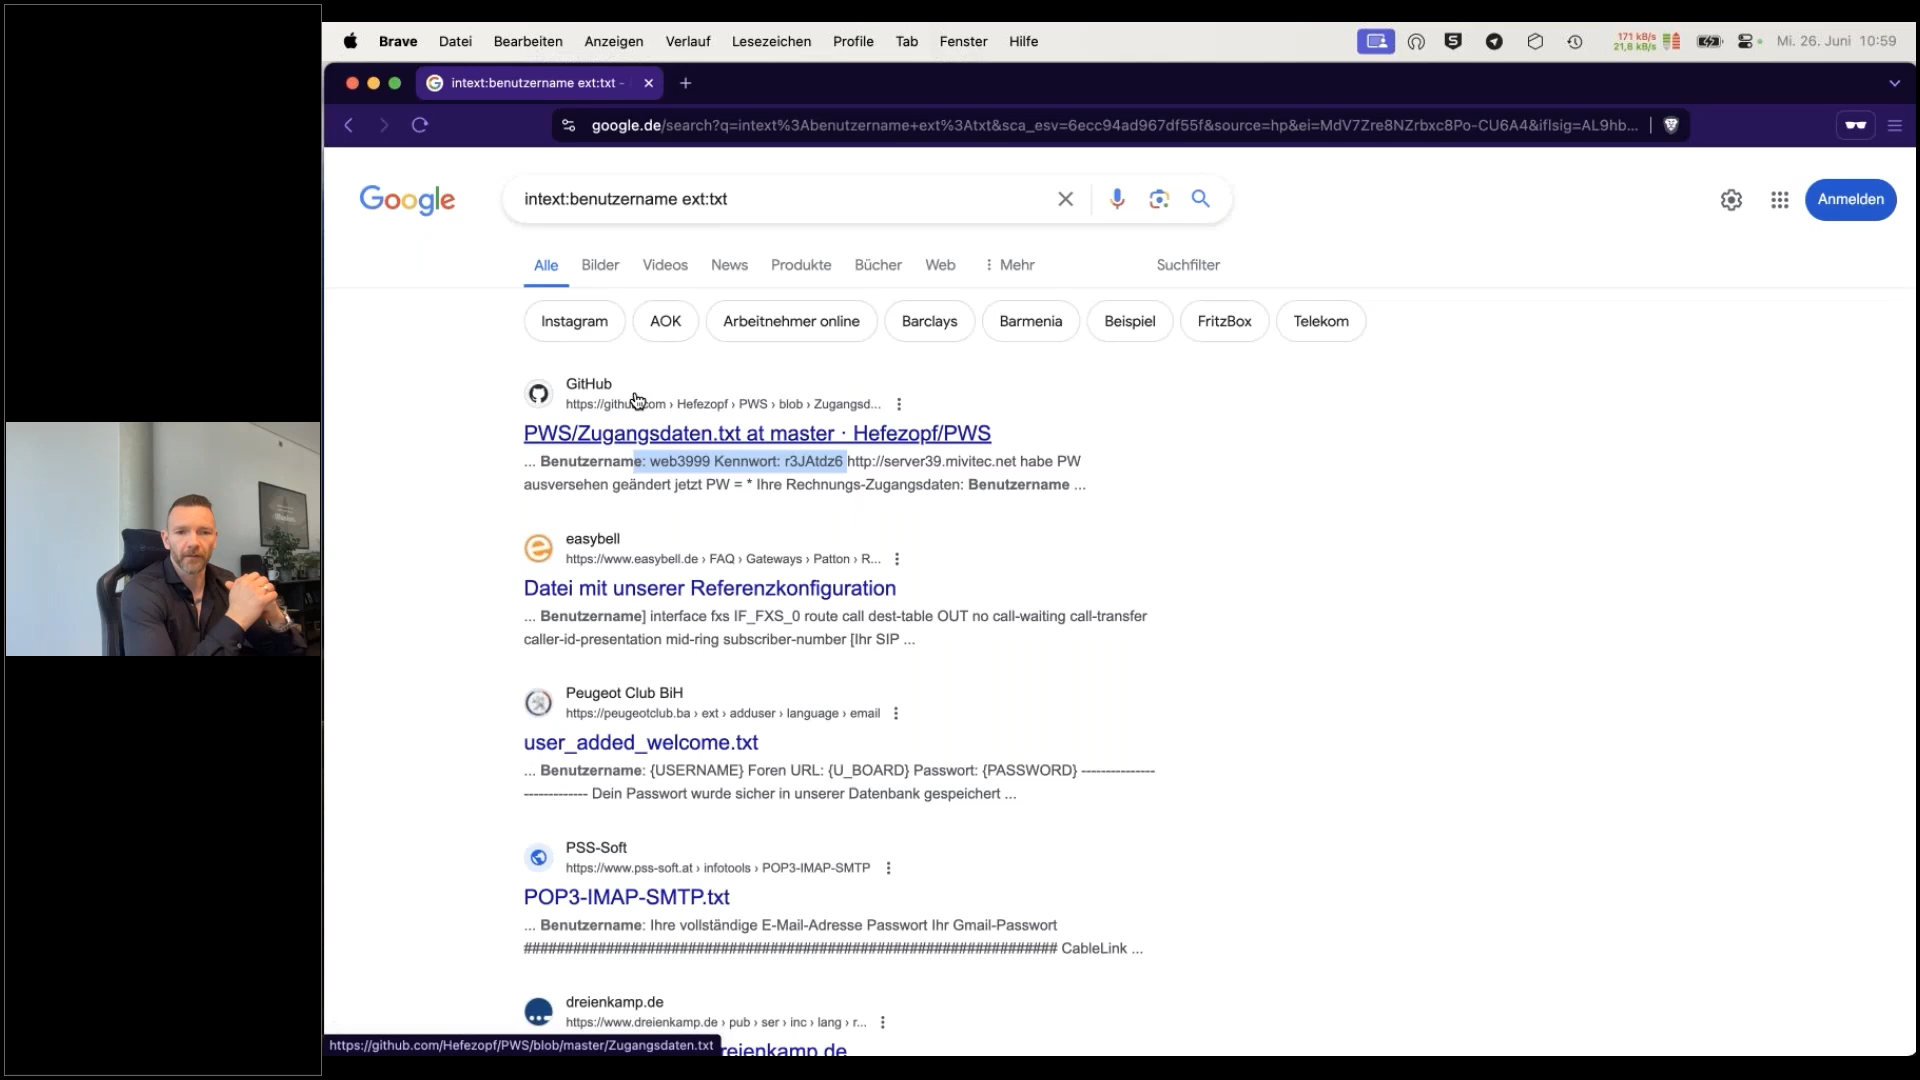 Brave Datei Bearbeiten Anzeigen Verlauf Lesezeichen Profile Tab Fenster Hilfe
171 kB/s
21,8 kB/s
Mi. 26. Juni 10:59
intext:benutzername ext:txt -
google.de/search?q=intext%3Abenutzername+ext%3Atxt&sca_esv=6ecc94ad967df55f&source=hp&ei=MdV7Zre8NZrbxc8Po-CU6A4&iflsig=AL9hb...
Google
intext:benutzername ext:txt
Anmelden
Alle Bilder Videos News Produkte Bücher Web Mehr Suchfilter
Instagram AOK Arbeitnehmer online Barclays Barmenia Beispiel FritzBox Telekom
GitHub
https://github.com › Hefezopf › PWS › blob › Zugangsd...
PWS/Zugangsdaten.txt at master · Hefezopf/PWS
... Benutzername: web3999 Kennwort: r3JAtdz6 http://server39.mivitec.net habe PW
ausversehen geändert jetzt PW = * Ihre Rechnungs-Zugangsdaten: Benutzername ...
easybell
https://www.easybell.de › FAQ › Gateways › Patton › R...
Datei mit unserer Referenzkonfiguration
... Benutzername] interface fxs IF_FXS_0 route call dest-table OUT no call-waiting call-transfer
caller-id-presentation mid-ring subscriber-number [Ihr SIP ...
Peugeot Club BiH
https://peugeotclub.ba › ext › adduser › language › email
user_added_welcome.txt
... Benutzername: {USERNAME} Foren URL: {U_BOARD} Passwort: {PASSWORD} ---------------
------------- Dein Passwort wurde sicher in unserer Datenbank gespeichert ...
PSS-Soft
https://www.pss-soft.at › infotools › POP3-IMAP-SMTP
POP3-IMAP-SMTP.txt
... Benutzername: Ihre vollständige E-Mail-Adresse Passwort Ihr Gmail-Passwort
################################################################ CableLink ...
dreienkamp.de
https://www.dreienkamp.de › pub › ser › inc › lang › r...
https://github.com/Hefezopf/PWS/blob/master/Zugangsdaten.txt
reienkamp.de